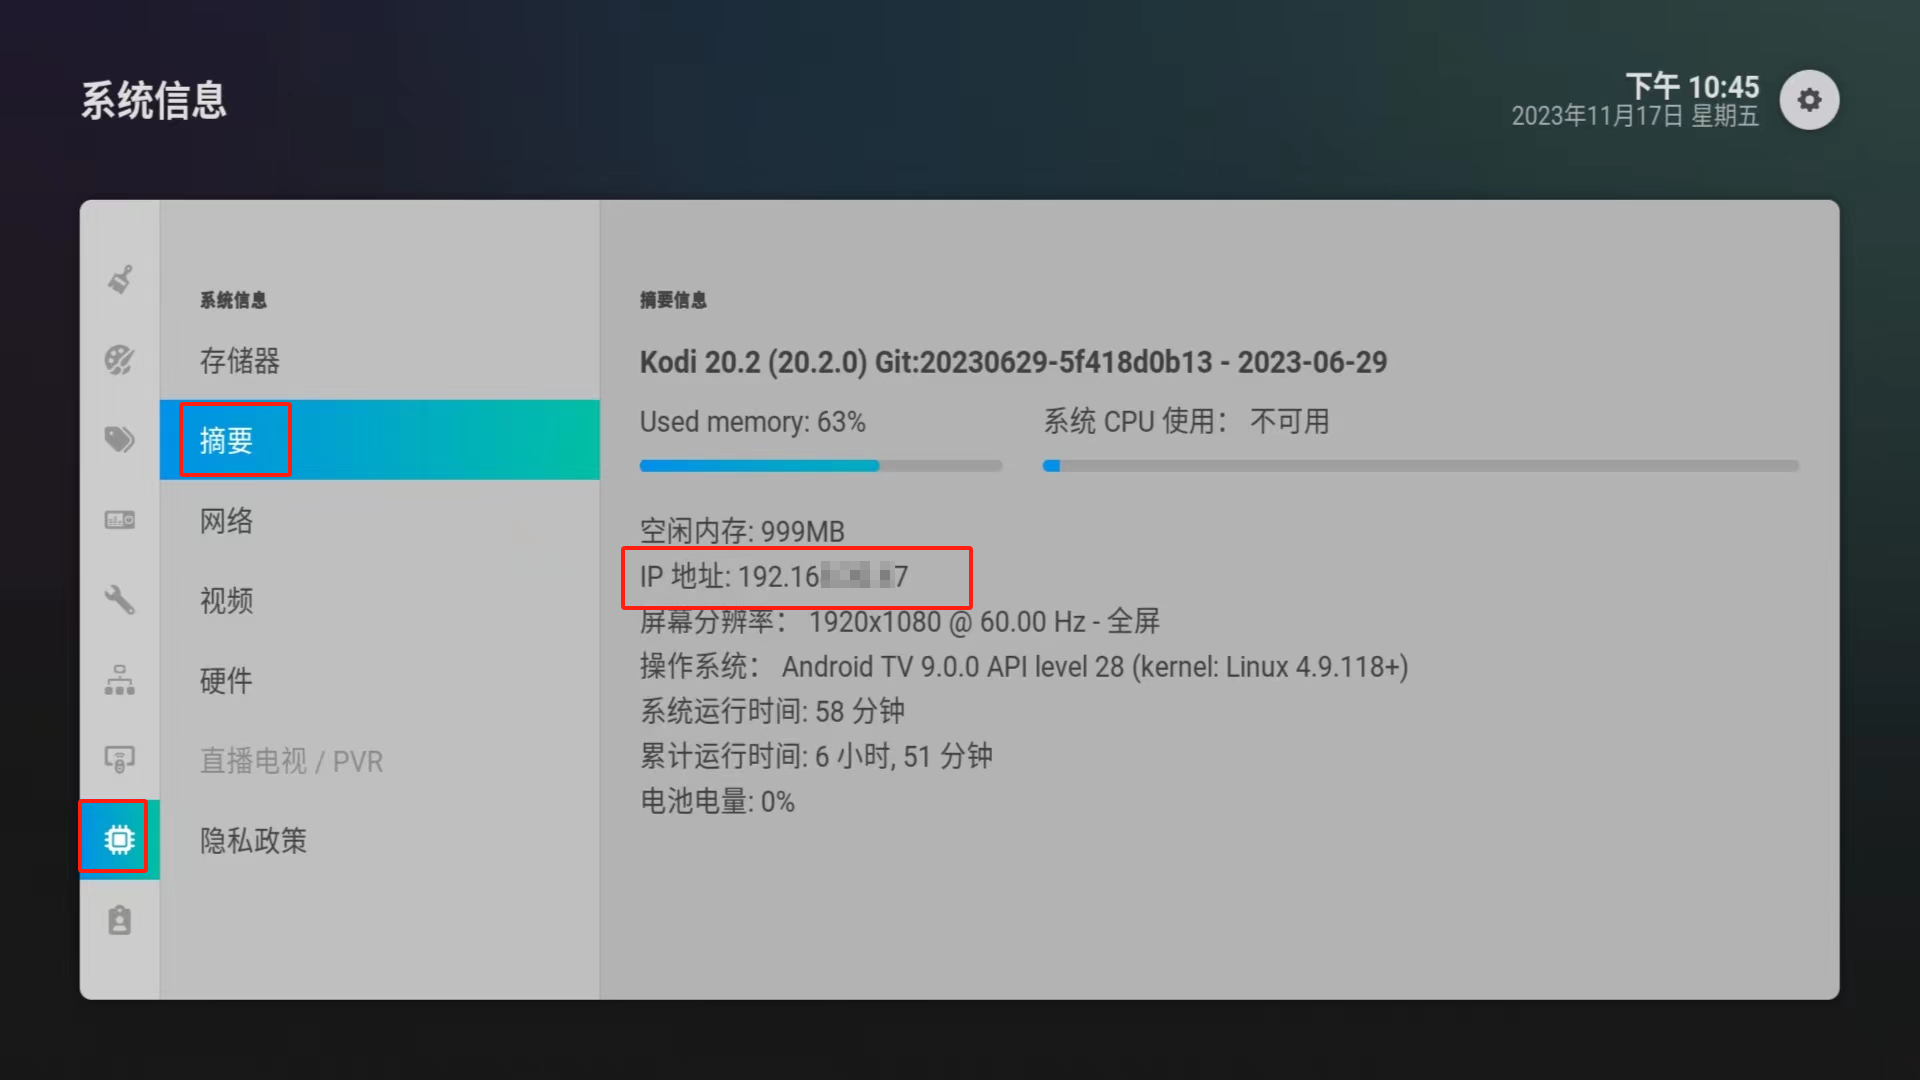 系统信息
下午 10:45
2023年11月17日 星期五
系统信息
存储器
摘要
网络
视频
硬件
直播电视 / PVR
隐私政策
摘要信息
Kodi 20.2 (20.2.0) Git:20230629-5f418d0b13 - 2023-06-29
Used memory: 63%
系统 CPU 使用： 不可用
空闲内存: 999MB
IP 地址: 192.16 7
屏幕分辨率： 1920x1080 @ 60.00 Hz - 全屏
操作系统： Android TV 9.0.0 API level 28 (kernel: Linux 4.9.118+)
系统运行时间: 58 分钟
累计运行时间: 6 小时, 51 分钟
电池电量: 0%